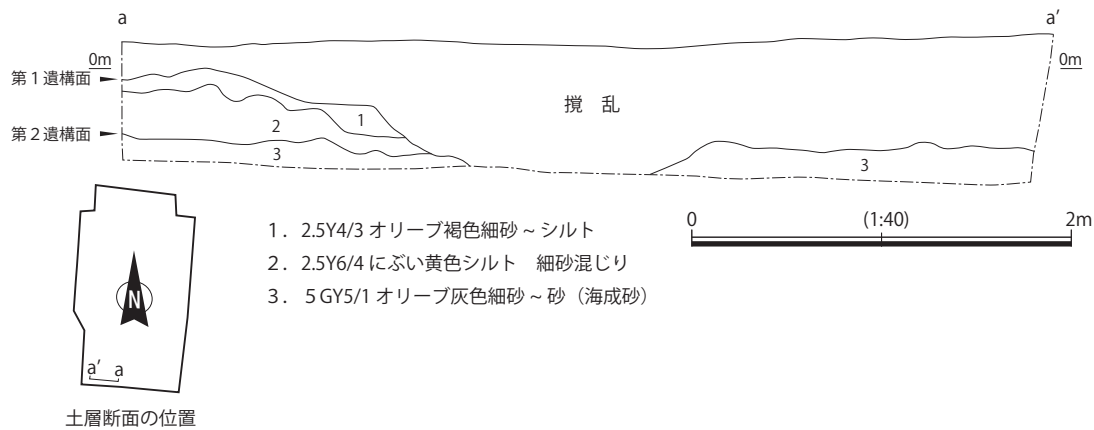 a
a’
0m
0m
第１遺構面
撹　乱
1
2
第２遺構面
3
3
1． 2.5Y4/3 オリーブ褐色細砂 ~ シルト
2． 2.5Y6/4 にぶい黄色シルト　細砂混じり
3． 5 GY5/1 オリーブ灰色細砂 ~ 砂（海成砂）
0 (1:40) 2m
N
a’ a
土層断面の位置